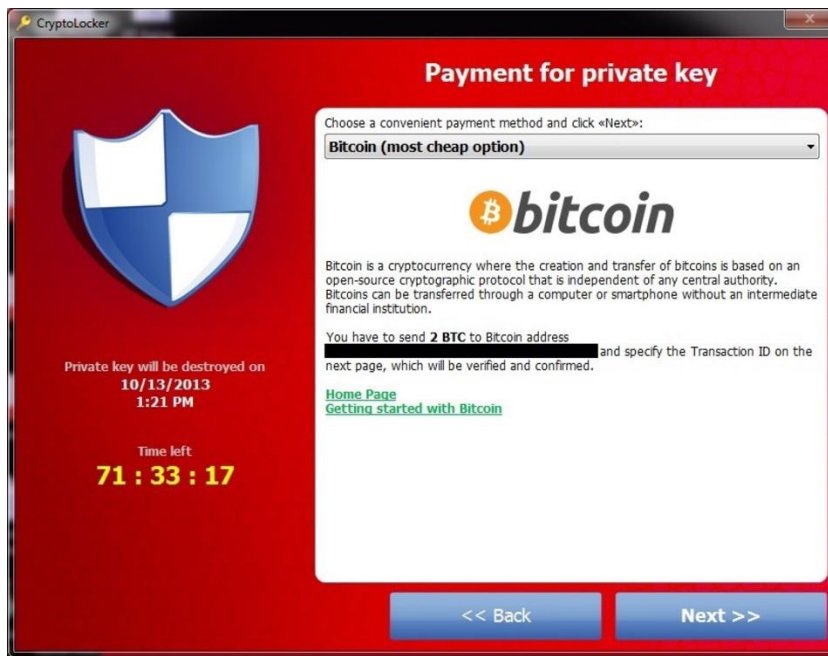 CryptoLocker
Payment for private key
Choose a convenient payment method and click «Next»:
Bitcoin (most cheap option)
bitcoin
Bitcoin is a cryptocurrency where the creation and transfer of bitcoins is based on an
open-source cryptographic protocol that is independent of any central authority.
Bitcoins can be transferred through a computer or smartphone without an intermediate
financial institution.
You have to send 2 BTC to Bitcoin address
and specify the Transaction ID on the
next page, which will be verified and confirmed.
Home Page
Getting started with Bitcoin
Private key will be destroyed on
10/13/2013
1:21 PM
Time left
71 : 33 : 17
<< Back
Next >>